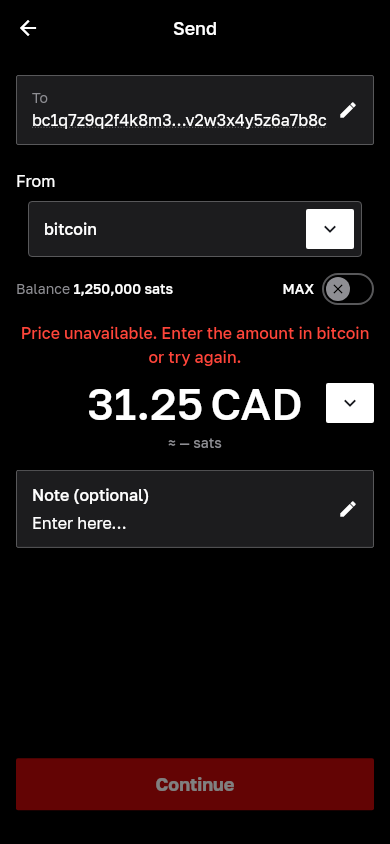 Send
To
bc1q7z9q2f4k8m3...v2w3x4y5z6a7b8c
From
bitcoin
Balance 1,250,000 sats
MAX
Price unavailable. Enter the amount in bitcoin
or try again.
31.25 CAD
≈ — sats
Note (optional)
Enter here...
Continue